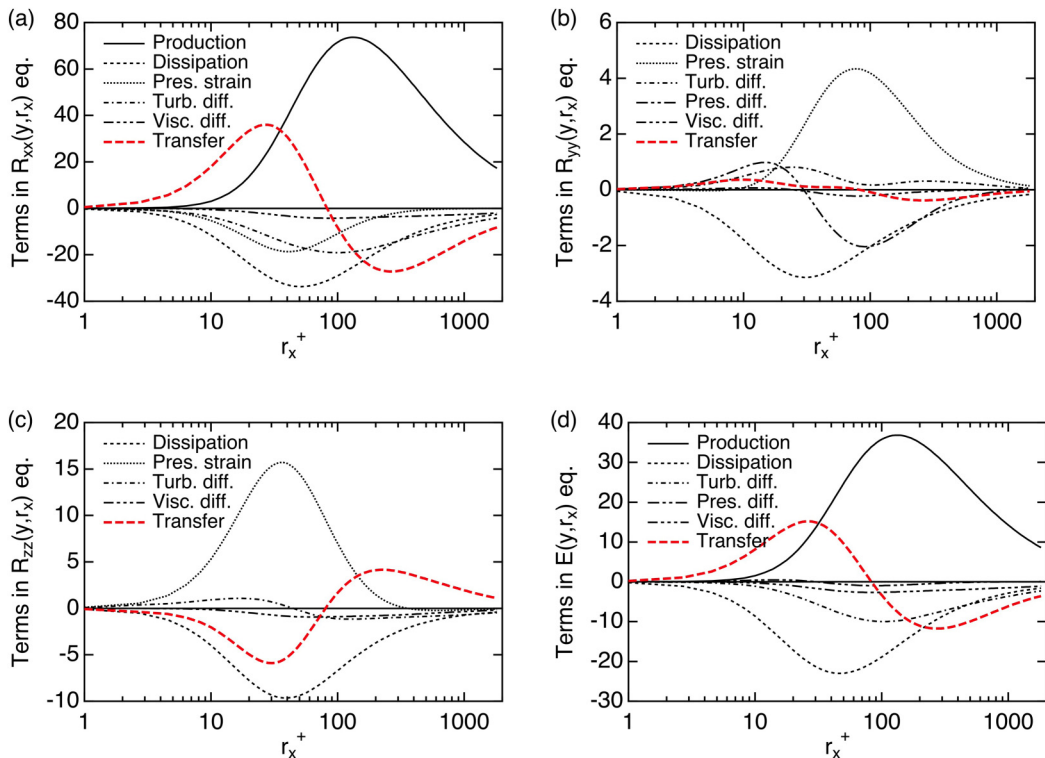 (a)
80
60
40
20
0
-20
-40
Terms in Rxx(y,rx) eq.
Production
Dissipation
Pres. strain
Turb. diff.
Visc. diff.
Transfer
1 10 100 1000
rx+
(b)
6
4
2
0
-2
-4
Terms in Ryy(y,rx) eq.
Dissipation
Pres. strain
Turb. diff.
Pres. diff.
Visc. diff.
Transfer
1 10 100 1000
rx+
(c)
20
15
10
5
0
-5
-10
Terms in Rzz(y,rx) eq.
Dissipation
Pres. strain
Turb. diff.
Visc. diff.
Transfer
1 10 100 1000
rx+
(d)
40
30
20
10
0
-10
-20
-30
Terms in E(y,rx) eq.
Production
Dissipation
Turb. diff.
Pres. diff.
Visc. diff.
Transfer
1 10 100 1000
rx+